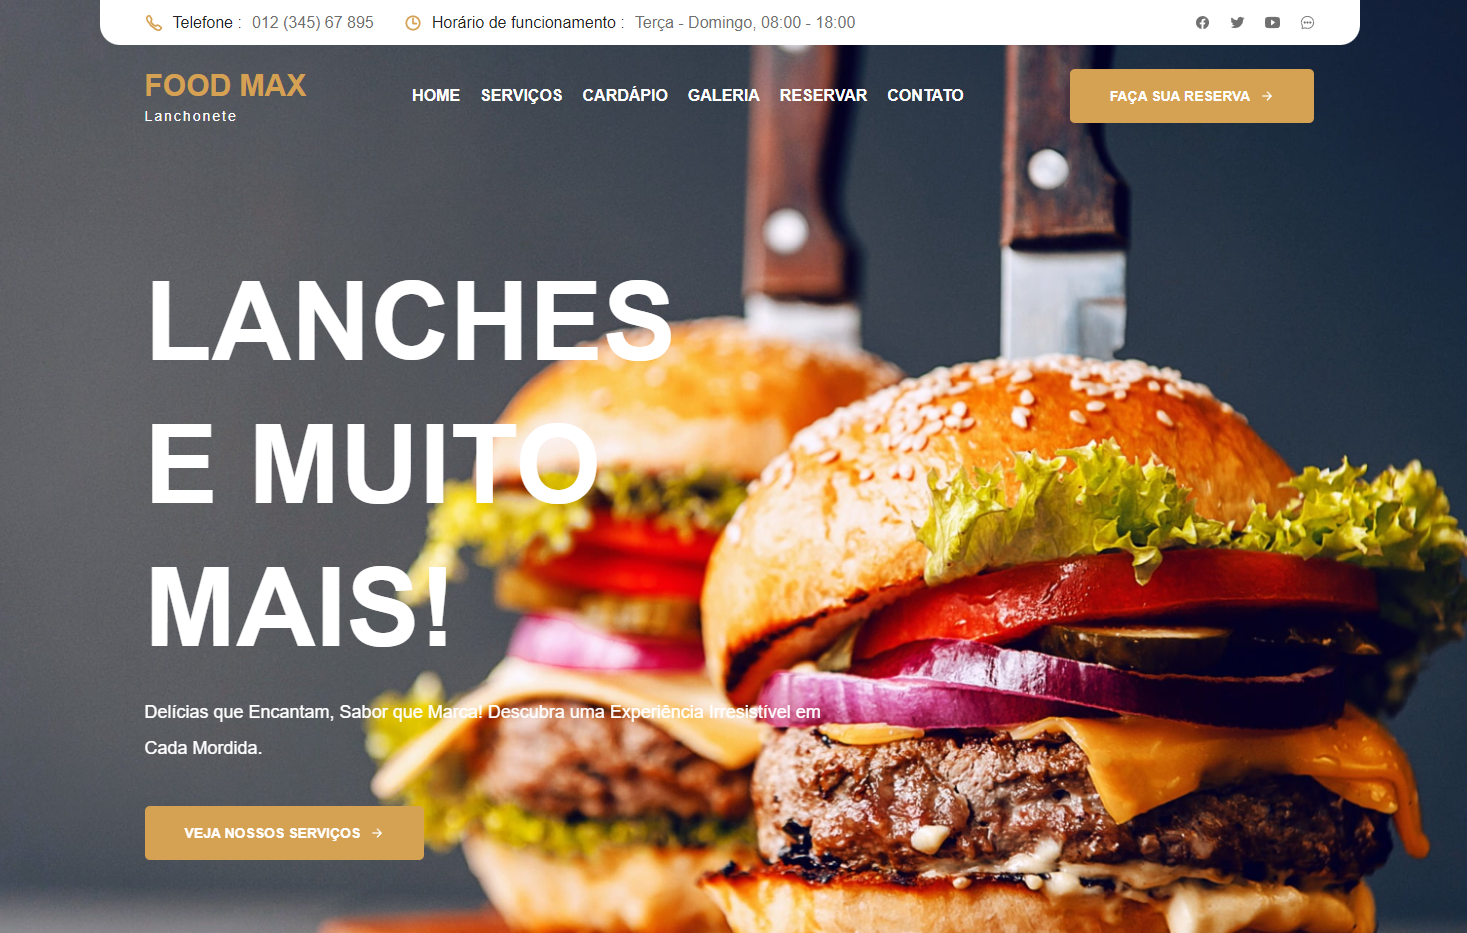 Telefone : 012 (345) 67 895 Horário de funcionamento : Terça - Domingo, 08:00 - 18:00
FOOD MAX
Lanchonete
HOME SERVIÇOS CARDÁPIO GALERIA RESERVAR CONTATO
FAÇA SUA RESERVA
LANCHES
E MUITO
MAIS!
Delícias que Encantam, Sabor que Marca! Descubra uma Experiência Irresistível em
Cada Mordida.
VEJA NOSSOS SERVIÇOS